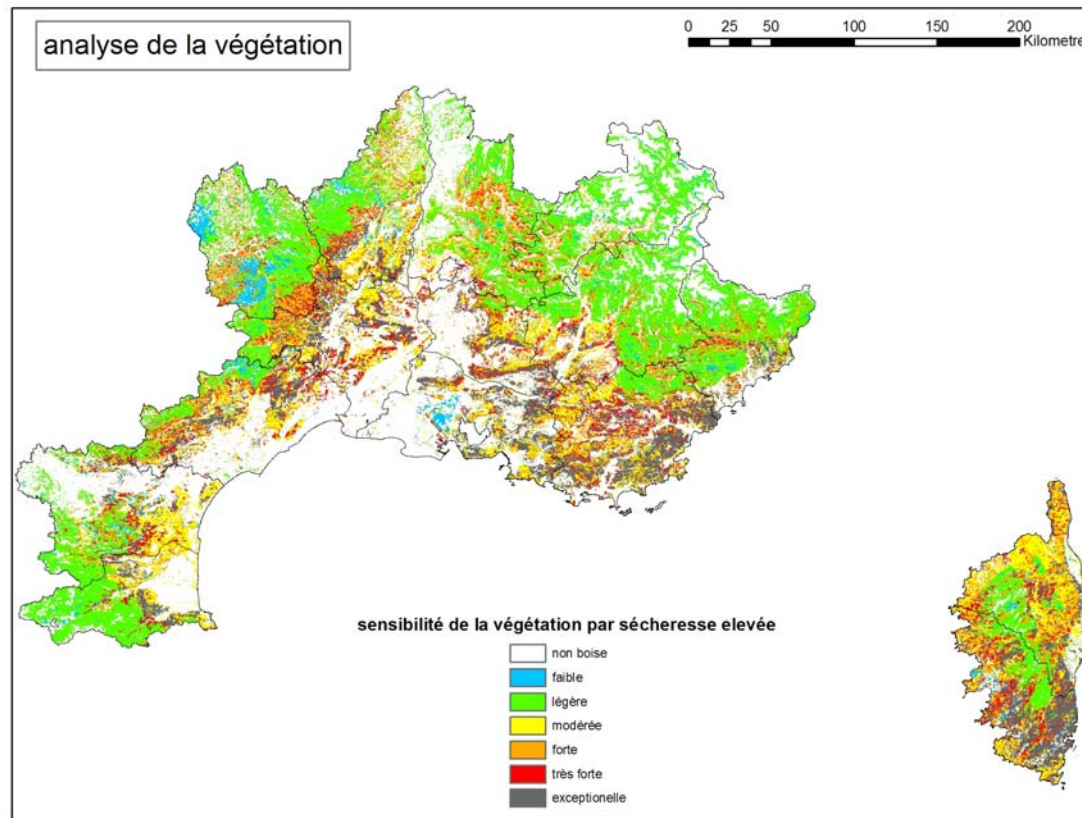 analyse de la végétation
0 25 50 100 150 200
Kilometre
sensibilité de la végétation par sécheresse elevée
non boise
faible
légère
modérée
forte
très forte
exceptionelle